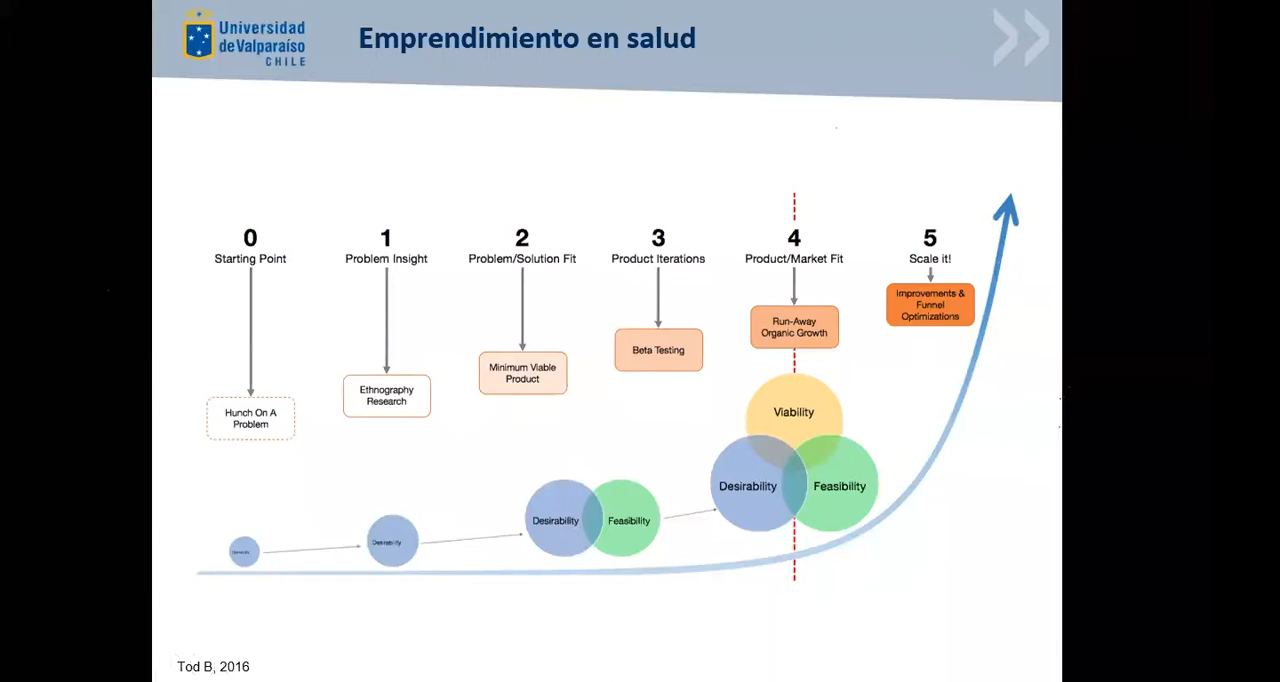 Universidad
de Valparaíso
CHILE
Emprendimiento en salud
0
Starting Point
1
Problem Insight
2
Problem/Solution Fit
3
Product Iterations
4
Product/Market Fit
5
Scale it!
Hunch On A
Problem
Ethnography
Research
Minimum Viable
Product
Beta Testing
Run-Away
Organic Growth
Improvements &
Funnel
Optimizations
Desirability
Desirability
Feasibility
Viability
Desirability
Feasibility
Tod B, 2016